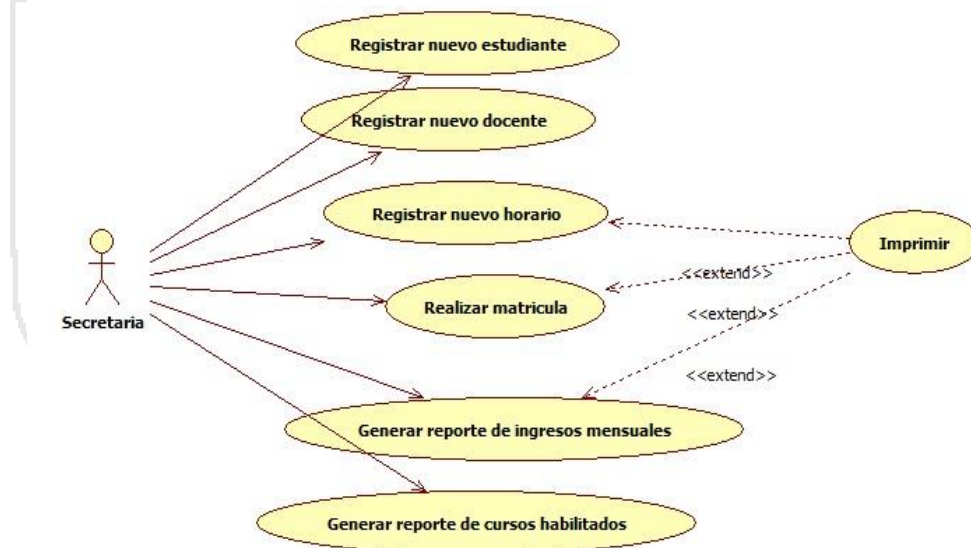 Registrar nuevo estudiante
Registrar nuevo docente
Registrar nuevo horario
Imprimir
<<extend>>
Realizar matricula
<<extend>>
Secretaria
<<extend>>
Generar reporte de ingresos mensuales
Generar reporte de cursos habilitados